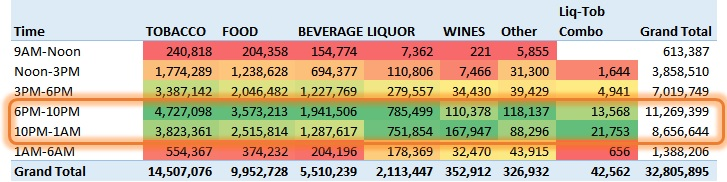 Time TOBACCO FOOD BEVERAGE LIQUOR WINES Other Liq-Tob Combo Grand Total
9AM-Noon 240,818 204,358 154,774 7,362 221 5,855 613,387
Noon-3PM 1,774,289 1,238,628 694,377 110,806 7,466 31,300 1,644 3,858,510
3PM-6PM 3,387,142 2,046,482 1,227,769 279,557 34,430 39,429 4,941 7,019,749
6PM-10PM 4,727,098 3,573,213 1,941,506 785,499 110,378 118,137 13,568 11,269,399
10PM-1AM 3,823,361 2,515,814 1,287,617 751,854 167,947 88,296 21,753 8,656,644
1AM-6AM 554,367 374,232 204,196 178,369 32,470 43,915 656 1,388,206
Grand Total 14,507,076 9,952,728 5,510,239 2,113,447 352,912 326,932 42,562 32,805,895